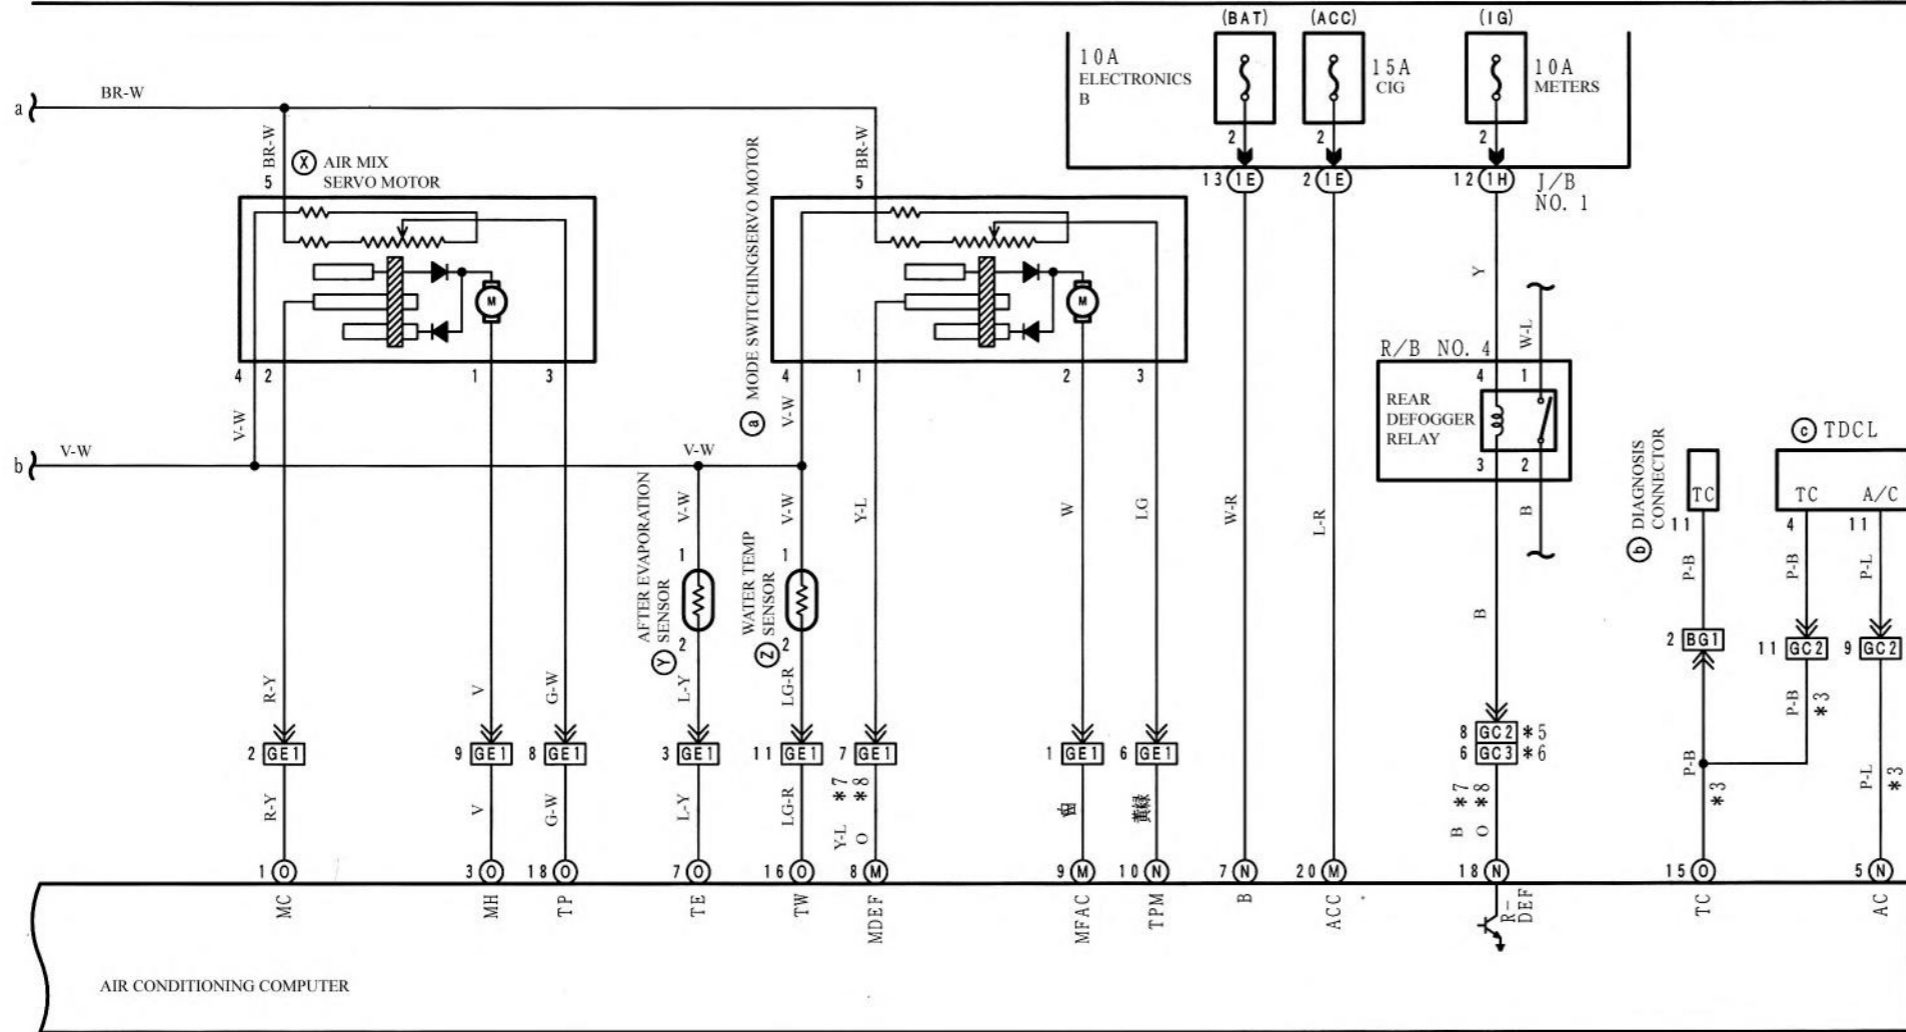 (BAT) (ACC) (IG)
10A
ELECTRONICS
B
15A
CIG
10A
METERS
2 2 2
13 1E 2 1E 12 1H J/B
NO. 1
a BR-W
BR-W
X AIR MIX
SERVO MOTOR
5
M
4 2 1 3
V-W
a MODE SWITCHINGSERVO MOTOR
BR-W
5
M
4 1 2 3
V-W
Y
W-L
R/B NO. 4
4 1
REAR
DEFOGGER
RELAY
3 2
B
b V-W
V-W
b DIAGNOSIS
CONNECTOR
TC
11
c TDCL
TC A/C
4 11
V-W V-W Y-L W LG W-R L-R
AFTER EVAPORATION
SENSOR
Y
1
2
WATER TEMP
SENSOR
Z
1
2
B
P-B P-B P-L
2 BG1 11 GC2 9 GC2
R-Y V G-W L-Y LG-R
P-B *3
8 GC2 *5
6 GC3 *6
2 GE1 9 GE1 8 GE1 3 GE1 11 GE1 7 GE1 1 GE1 6 GE1
R-Y V G-W L-Y LG-R
Y-L *7
O *8
白 黄緑
B *7
O *8
P-B *3
P-L *3
1 O 3 O 18 O 7 O 16 O 8 M 9 M 10 N 7 N 20 M 18 N 15 O 5 N
MC MH TP TE TW MDEF MFAC TPM B ACC R-
DEF TC AC
AIR CONDITIONING COMPUTER